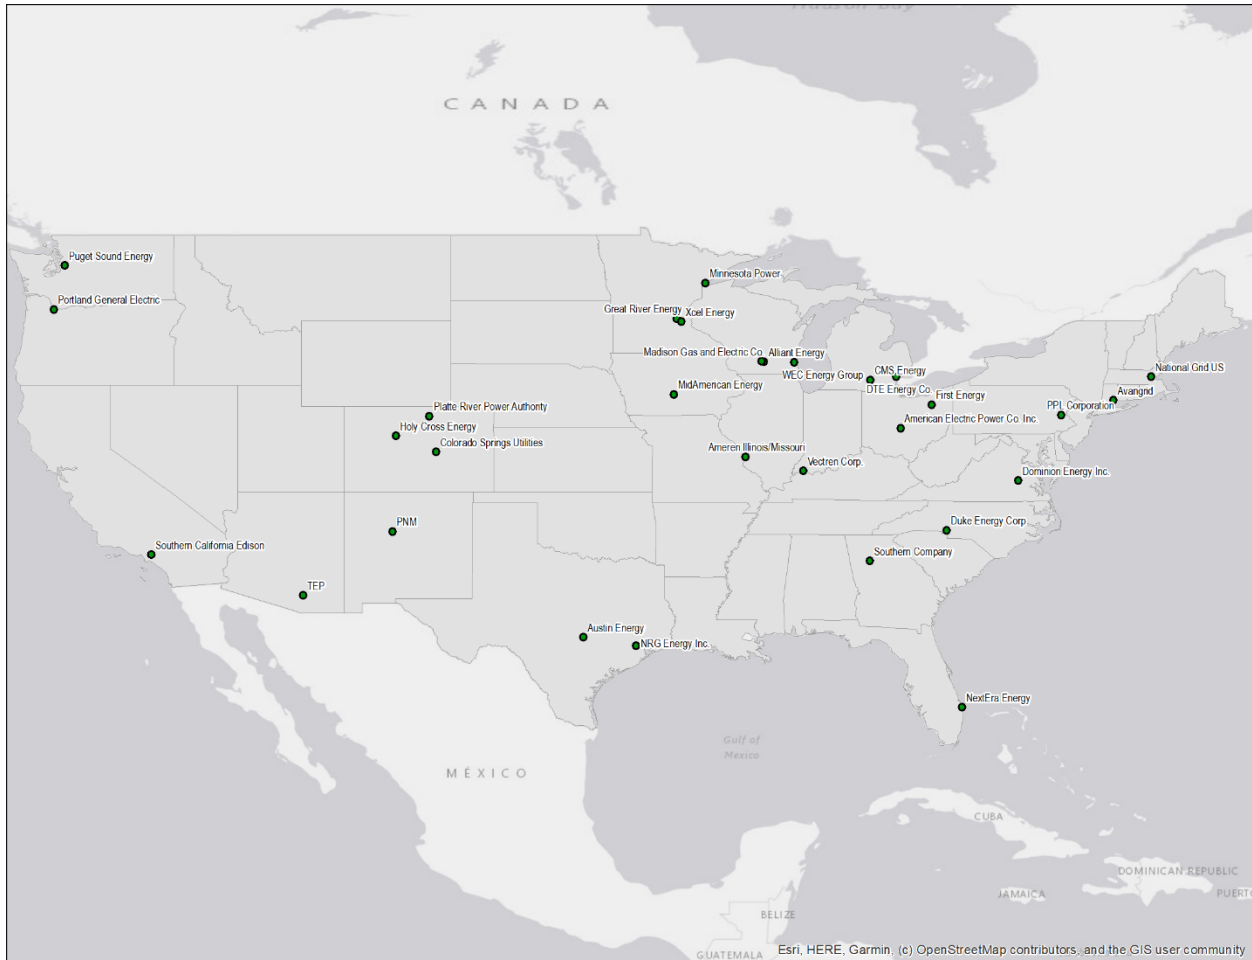 Hudson Bay
CANADA
Puget Sound Energy
Portland General Electric
Minnesota Power
Great River Energy
Xcel Energy
Madison Gas and Electric Co.
Alliant Energy
WEC Energy Group
CMS Energy
DTE Energy Co.
National Grid US
MidAmerican Energy
First Energy
Avangrid
PPL Corporation
Platte River Power Authority
American Electric Power Co. Inc.
Holy Cross Energy
Colorado Springs Utilities
Ameren Illinois/Missouri
Vectren Corp.
Dominion Energy Inc.
PNM
Duke Energy Corp
Southern California Edison
Southern Company
TEP
Austin Energy
NRG Energy Inc.
NextEra Energy
Gulf of
Mexico
MÉXICO
CUBA
DOMINICAN REPUBLIC
JAMAICA
PUERTO
BELIZE
GUATEMALA
Esri, HERE, Garmin, (c) OpenStreetMap contributors, and the GIS user community